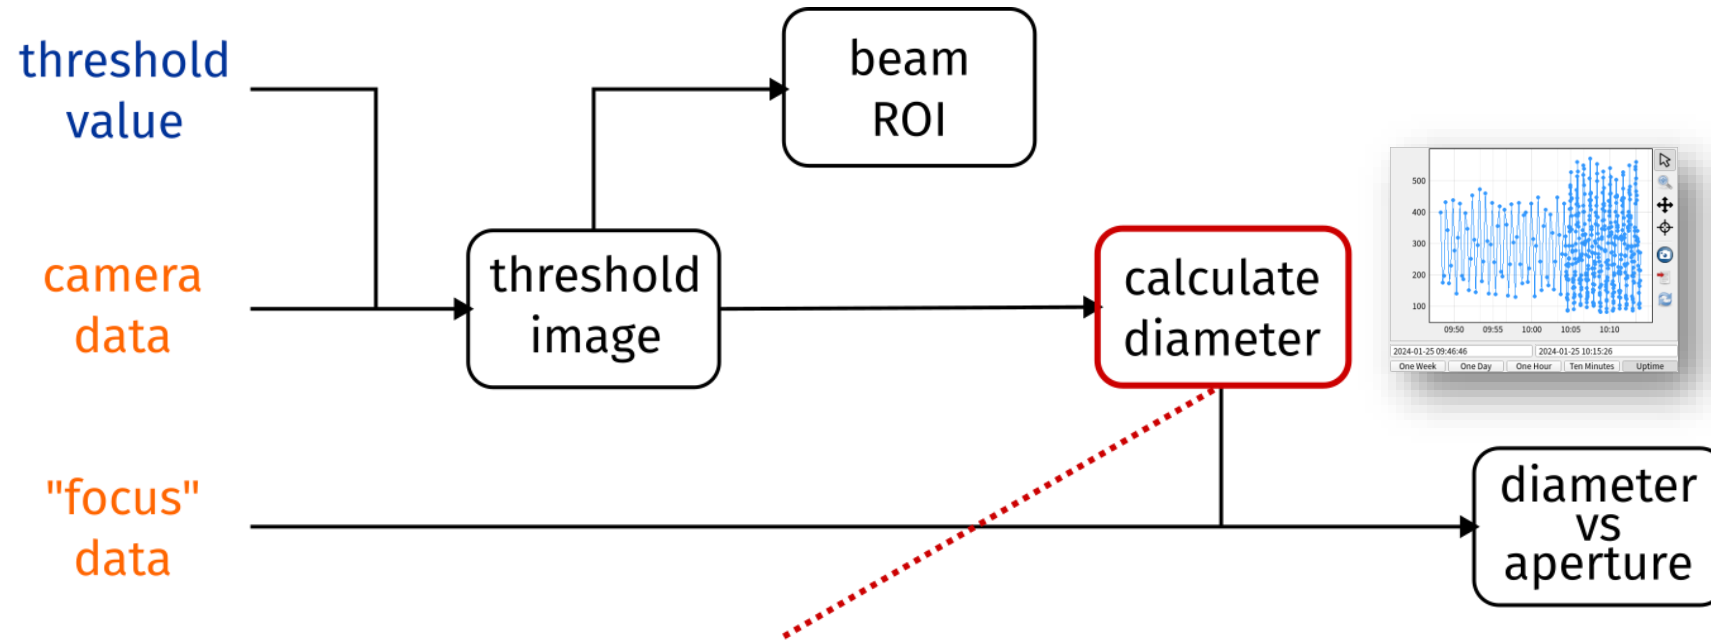 threshold
value
beam
ROI
camera
data
threshold
image
calculate
diameter
500
400
300
200
100
09:50 09:55 10:00 10:05 10:10
2024-01-25 09:46:46 2024-01-25 10:15:26
One Week One Day One Hour Ten Minutes Uptime
"focus"
data
diameter
vs
aperture